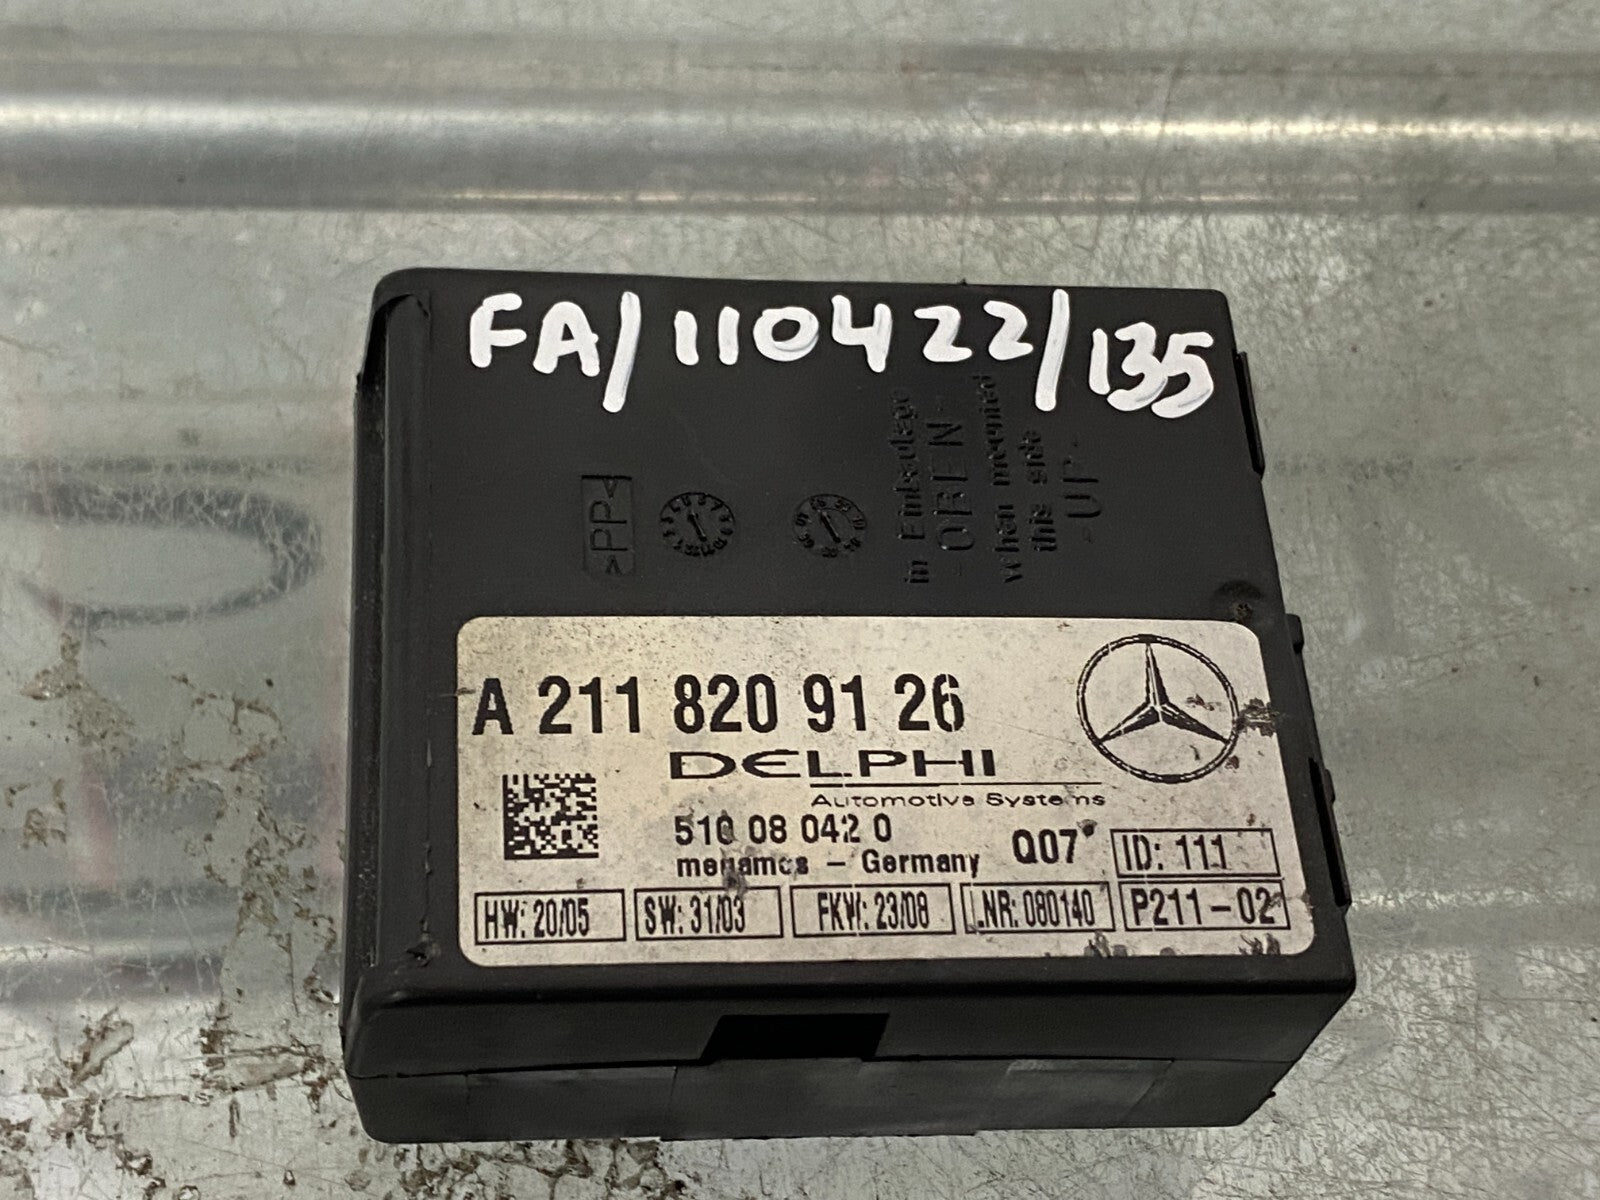 FA/110422/135
>PP<
in Einbaulage
-OBEN-
when mounted
this side
-UP-
A 211 820 91 26
DELPHI
Automotive Systems
510 08 042 0
menamos - Germany
Q07
ID: 111
HW: 20/05
SW: 31/03
FKW: 23/08
LNR: 080140
P211-02